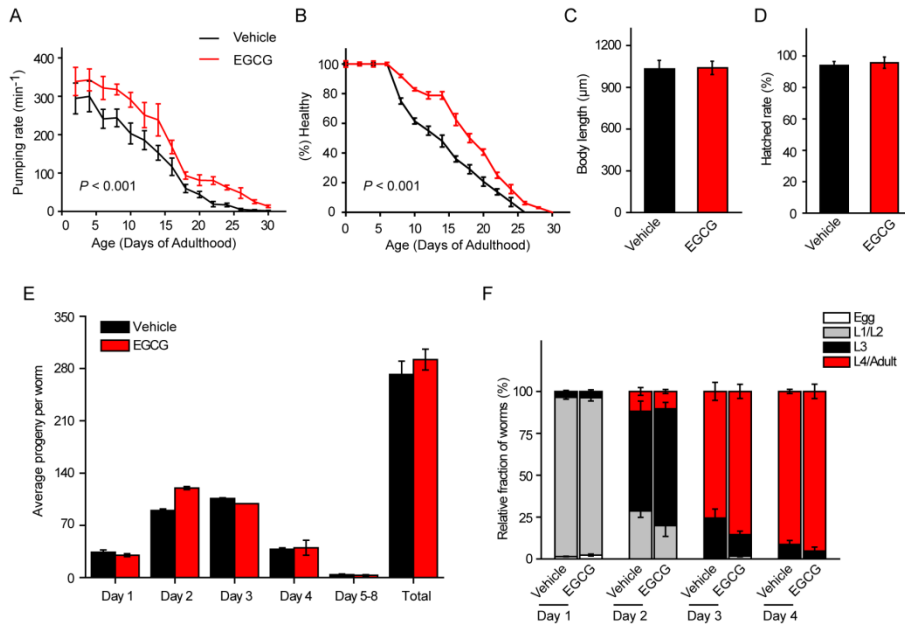 A
Vehicle
EGCG
Pumping rate (min⁻¹)
400
300
200
100
0
P < 0.001
0 5 10 15 20 25 30
Age (Days of Adulthood)
B
(%) Healthy
100
80
60
40
20
0
P < 0.001
0 5 10 15 20 25 30
Age (Days of Adulthood)
C
Body length (μm)
1200
900
600
300
0
Vehicle
EGCG
D
Hatched rate (%)
120
100
80
60
40
20
0
Vehicle
EGCG
E
Vehicle
EGCG
Average progeny per worm
350
280
210
140
70
0
Day 1 Day 2 Day 3 Day 4 Day 5-8 Total
F
Egg
L1/L2
L3
L4/Adult
Relative fraction of worms (%)
100
75
50
25
0
Vehicle EGCG Vehicle EGCG Vehicle EGCG Vehicle EGCG
Day 1 Day 2 Day 3 Day 4